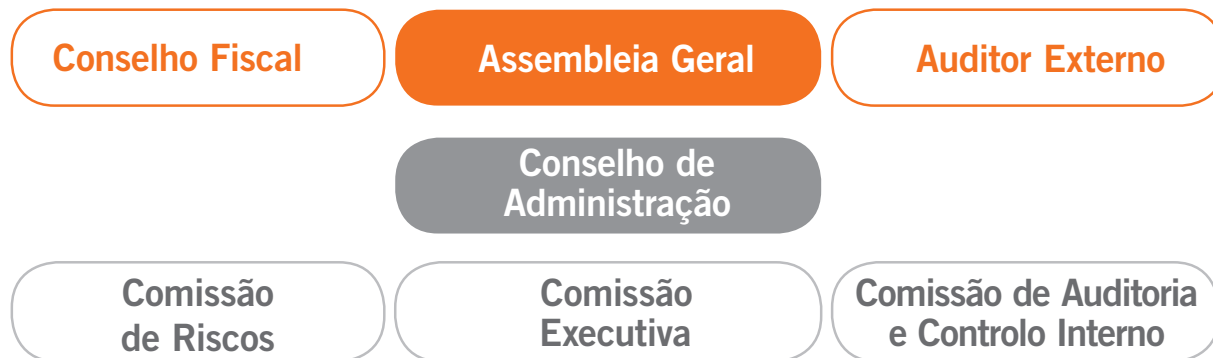 Conselho Fiscal
Assembleia Geral
Auditor Externo
Conselho de
Administração
Comissão
de Riscos
Comissão
Executiva
Comissão de Auditoria
e Controlo Interno